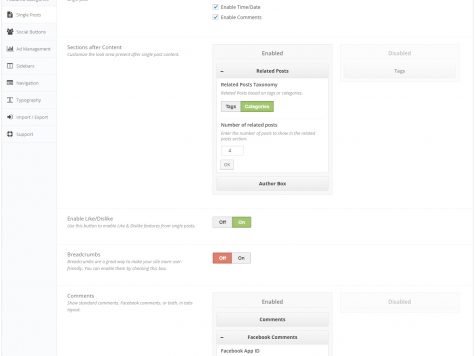 Single Posts
Social Buttons
Ad Management
Sidebars
Navigation
Typography
Import / Export
Support
Enable Time/Date
Enable Comments
Sections after Content
Customize the look area present after single post content.
Enabled
Related Posts
Related Posts Taxonomy
Related Posts based on tags or categories.
Tags Categories
Number of related posts
Enter the number of posts to show in the related
posts section.
4
OK
Author Box
Disabled
Tags
Enable Like/Dislike
Use this button to enable Like & Dislike features from single posts.
Off On
Breadcrumbs
Breadcrumbs are a great way to make your site more user-
friendly. You can enable them by checking this box.
Off On
Comments
Show standard comments, Facebook comments, or both, in tabs
layout.
Enabled
Comments
Facebook Comments
Facebook App ID
Disabled